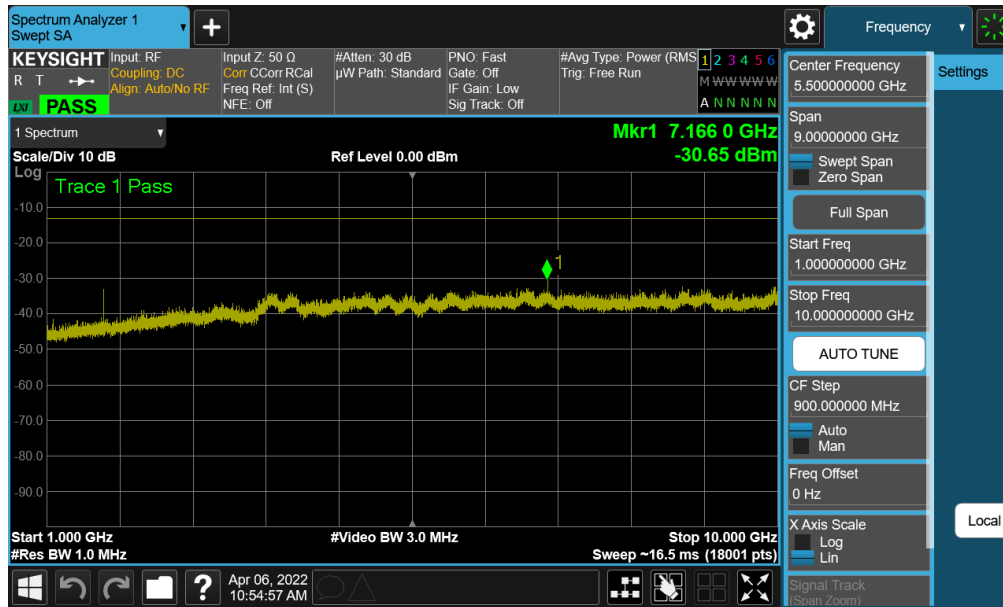 Spectrum Analyzer 1
Swept SA
+
Frequency
KEYSIGHT
R T
LXI PASS
Input: RF
Coupling: DC
Align: Auto/No RF
Input Z: 50 Ω
Corr CCorr RCal
Freq Ref: Int (S)
NFE: Off
#Atten: 30 dB
µW Path: Standard
PNO: Fast
Gate: Off
IF Gain: Low
Sig Track: Off
#Avg Type: Power (RMS
Trig: Free Run
1 2 3 4 5 6
M W W W W W
A N N N N N
1 Spectrum
Scale/Div 10 dB
Ref Level 0.00 dBm
Mkr1 7.166 0 GHz
-30.65 dBm
Log
Trace 1 Pass
1
-10.0
-20.0
-30.0
-40.0
-50.0
-60.0
-70.0
-80.0
-90.0
Start 1.000 GHz
#Res BW 1.0 MHz
#Video BW 3.0 MHz
Stop 10.000 GHz
Sweep ~16.5 ms (18001 pts)
Center Frequency
5.500000000 GHz
Settings
Span
9.00000000 GHz
Swept Span
Zero Span
Full Span
Start Freq
1.000000000 GHz
Stop Freq
10.000000000 GHz
AUTO TUNE
CF Step
900.000000 MHz
Auto
Man
Freq Offset
0 Hz
X Axis Scale
Log
Lin
Local
Signal Track
(Span Zoom)
?
Apr 06, 2022
10:54:57 AM